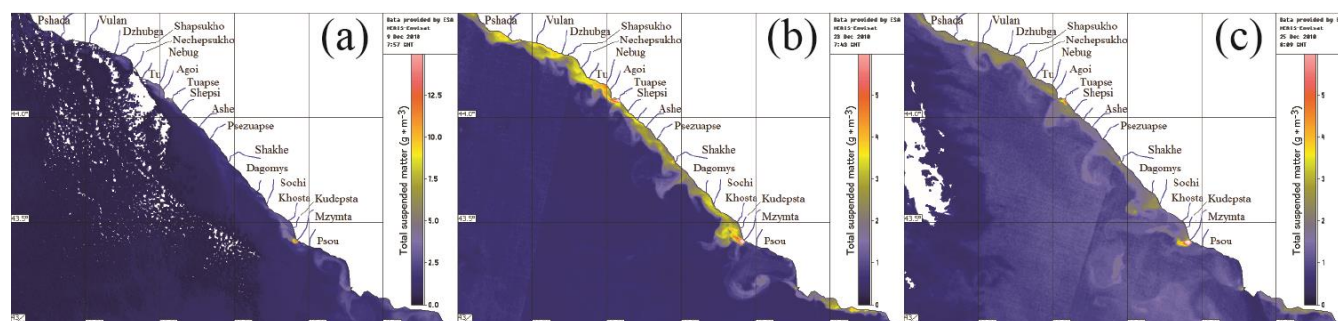 (a)
Data provided by ESA
MERIS-Envisat
9 Dec 2010
7:57 GMT
Pshada
Vulan
Dzhubga
Shapsukho
Nechepsukho
Nebug
Tu
Agoi
Tuapse
Shepsi
Ashe
Psezuapse
Shakhe
Dagomys
Sochi
Khosta
Kudepsta
Mzymta
Psou
44.0°
43.5°
43°
12.5
10.0
7.5
5.0
2.5
0.0
Total suspended matter (g * m-3)
(b)
Data provided by ESA
MERIS-Envisat
23 Dec 2010
7:48 GMT
Pshada
Vulan
Dzhubga
Shapsukho
Nechepsukho
Nebug
Tu
Agoi
Tuapse
Shepsi
Ashe
Psezuapse
Shakhe
Dagomys
Sochi
Khosta
Kudepsta
Mzymta
Psou
44.0°
43.5°
43°
5
4
3
2
1
0
Total suspended matter (g * m-3)
(c)
Data provided by E
MERIS-Envisat
25 Dec 2010
8:09 GMT
Pshada
Vulan
Dzhubga
Shapsukho
Nechepsukho
Nebug
Tu
Agoi
Tuapse
Shepsi
Ashe
Psezuapse
Shakhe
Dagomys
Sochi
Khosta
Kudepsta
Mzymta
Psou
44.0°
43.5°
43°
5
4
3
2
1
0
Total suspended matter (g * m-3)